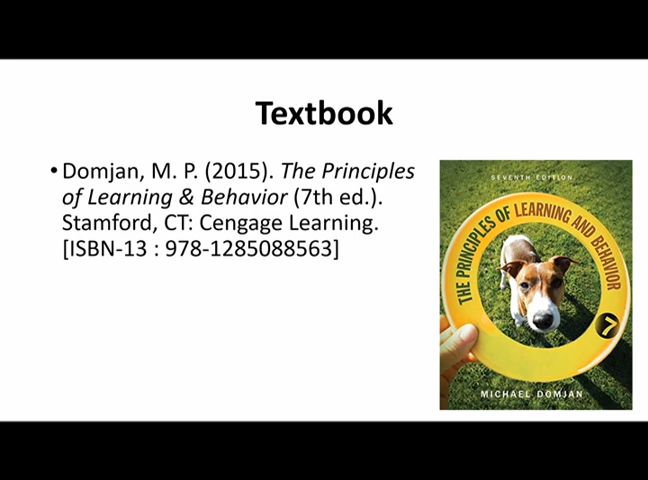 Textbook
• Domjan, M. P. (2015). The Principles
of Learning & Behavior (7th ed.).
Stamford, CT: Cengage Learning.
[ISBN-13 : 978-1285088563]
SEVENTH EDITION
THE PRINCIPLES OF LEARNING AND BEHAVIOR
7
MICHAEL DOMJAN